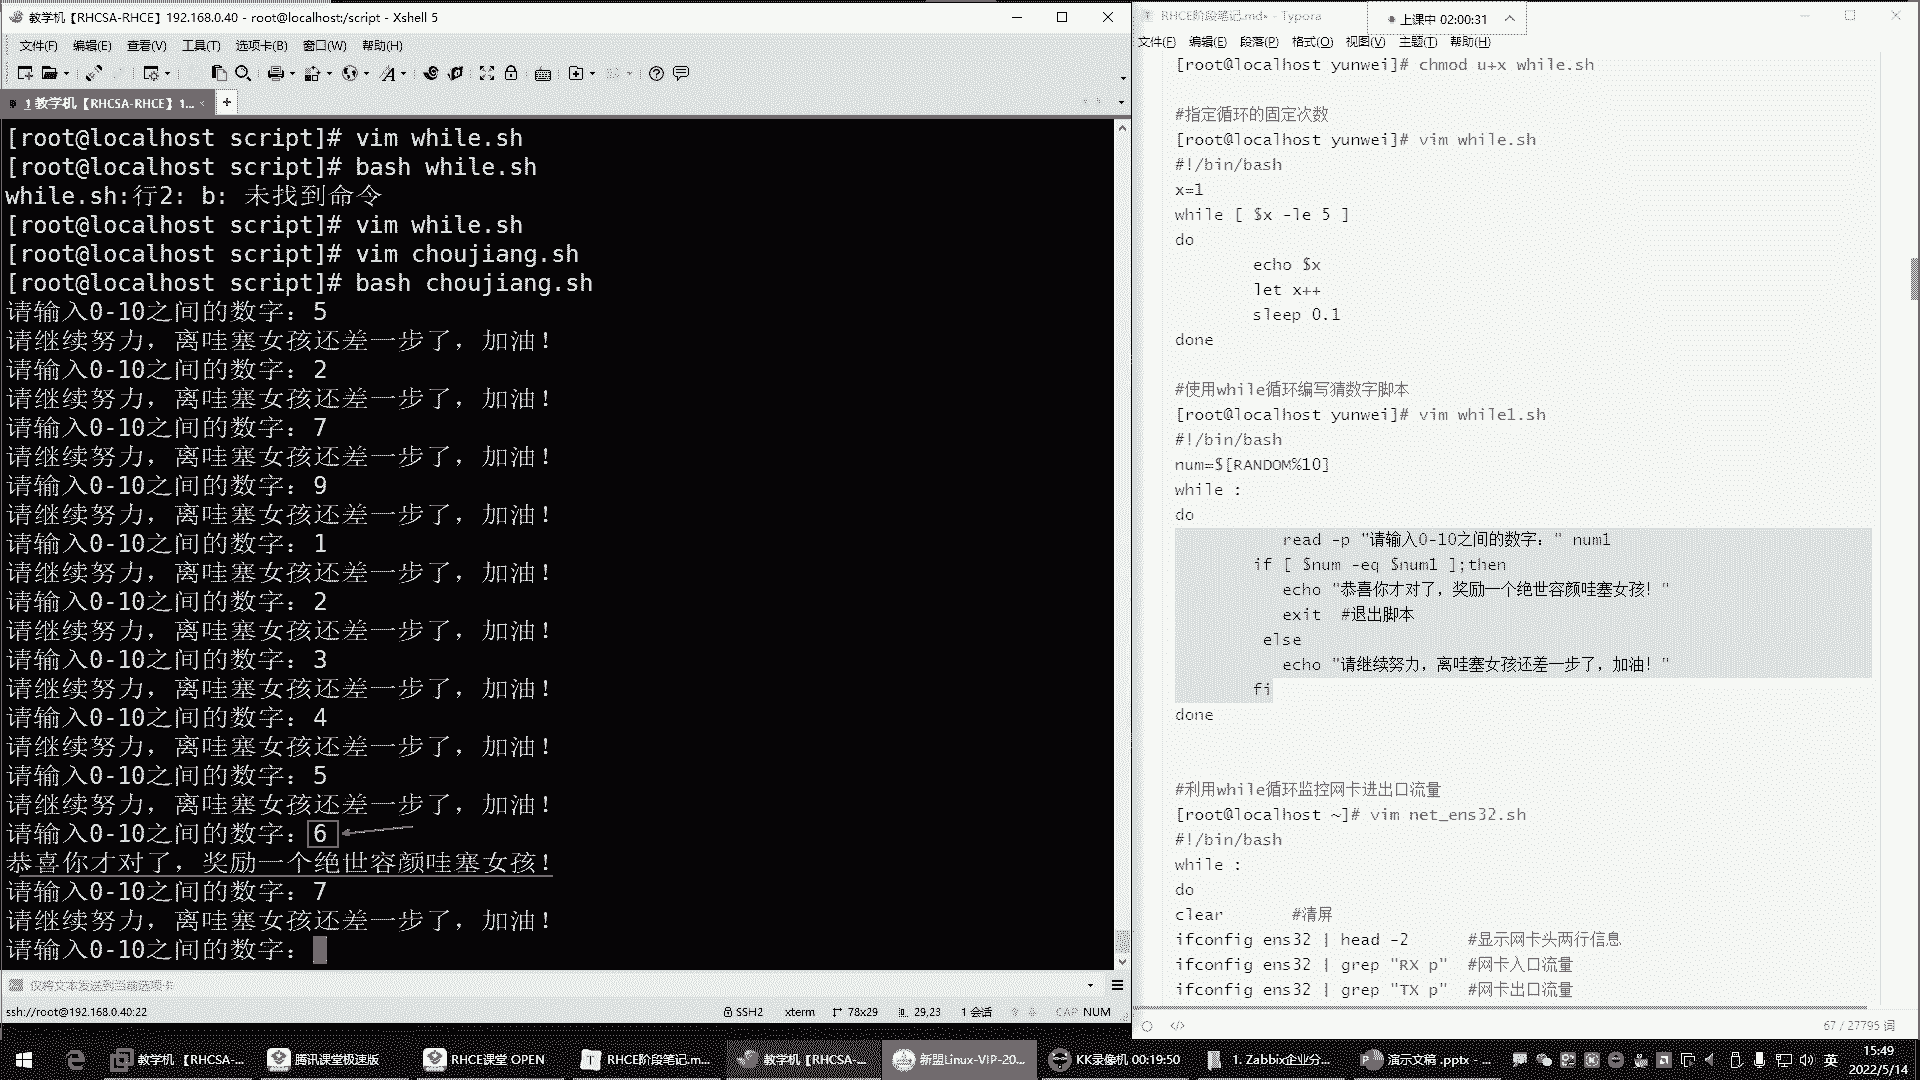 教学机【RHCSA-RHCE】192.168.0.40 - root@localhost:/script - Xshell 5
文件(F) 编辑(E) 查看(V) 工具(T) 选项卡(B) 窗口(W) 帮助(H)
1 教学机【RHCSA-RHCE】1...
[root@localhost script]# vim while.sh
[root@localhost script]# bash while.sh
while.sh:行2: b: 未找到命令
[root@localhost script]# vim while.sh
[root@localhost script]# vim choujiang.sh
[root@localhost script]# bash choujiang.sh
请输入0-10之间的数字：5
请继续努力，离哇塞女孩还差一步了，加油！
请输入0-10之间的数字：2
请继续努力，离哇塞女孩还差一步了，加油！
请输入0-10之间的数字：7
请继续努力，离哇塞女孩还差一步了，加油！
请输入0-10之间的数字：9
请继续努力，离哇塞女孩还差一步了，加油！
请输入0-10之间的数字：1
请继续努力，离哇塞女孩还差一步了，加油！
请输入0-10之间的数字：2
请继续努力，离哇塞女孩还差一步了，加油！
请输入0-10之间的数字：3
请继续努力，离哇塞女孩还差一步了，加油！
请输入0-10之间的数字：4
请继续努力，离哇塞女孩还差一步了，加油！
请输入0-10之间的数字：5
请继续努力，离哇塞女孩还差一步了，加油！
请输入0-10之间的数字：6
恭喜你才对了，奖励一个绝世容颜哇塞女孩！
请输入0-10之间的数字：7
请继续努力，离哇塞女孩还差一步了，加油！
请输入0-10之间的数字：
仅将文本发送到当前选项卡
ssh://root@192.168.0.40:22 SSH2 xterm 78x29 29,23 1 会话 CAP NUM
RHCE阶段笔记.md• - Typora
上课中 02:00:31
文件(F) 编辑(E) 段落(P) 格式(O) 视图(V) 主题(T) 帮助(H)
[root@localhost yunwei]# chmod u+x while.sh
#指定循环的固定次数
[root@localhost yunwei]# vim while.sh
#!/bin/bash
x=1
while [ $x -le 5 ]
do
echo $x
let x++
sleep 0.1
done
#使用while循环编写猜数字脚本
[root@localhost yunwei]# vim while1.sh
#!/bin/bash
num=$[RANDOM%10]
while :
do
read -p "请输入0-10之间的数字：" num1
if [ $num -eq $num1 ];then
echo "恭喜你才对了，奖励一个绝世容颜哇塞女孩！"
exit #退出脚本
else
echo "请继续努力，离哇塞女孩还差一步了，加油！"
fi
done
#利用while循环监控网卡进出口流量
[root@localhost ~]# vim net_ens32.sh
#!/bin/bash
while :
do
clear #清屏
ifconfig ens32 | head -2 #显示网卡头两行信息
ifconfig ens32 | grep "RX p" #网卡入口流量
ifconfig ens32 | grep "TX p" #网卡出口流量
67 / 27795 词
教学机【RHCSA-... 腾讯课堂极速版 RHCE课堂 OPEN RHCE阶段笔记.m... 教学机【RHCSA-... 新盟Linux-VIP-20... KK录像机 00:19:50 1. Zabbix企业分... 演示文稿 .pptx - ... 英 15:49
2022/5/14